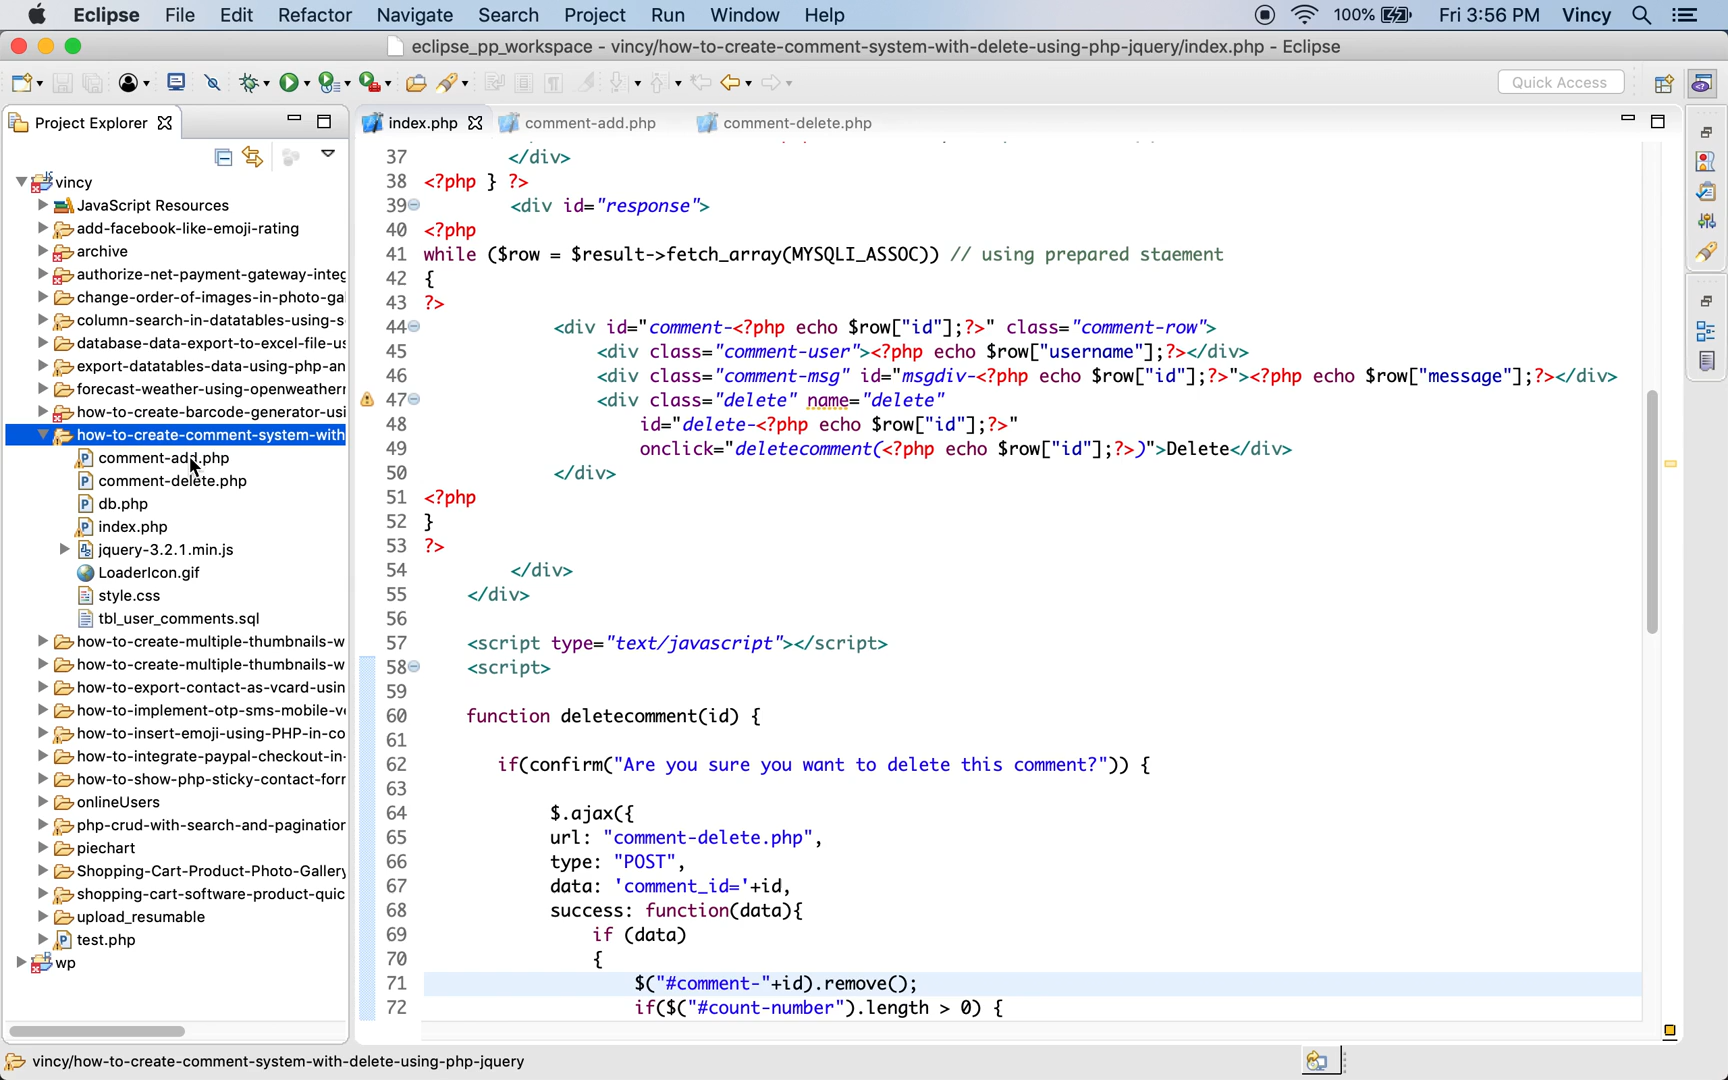 Eclipse File Edit Refactor Navigate Search Project Run Window Help 100% Fri 3:56 PM Vincy
eclipse_pp_workspace - vincy/how-to-create-comment-system-with-delete-using-php-jquery/index.php - Eclipse
Quick Access
Project Explorer
index.php comment-add.php comment-delete.php
vincy
JavaScript Resources
add-facebook-like-emoji-rating
archive
authorize-net-payment-gateway-integ
change-order-of-images-in-photo-ga
column-search-in-datatables-using-s
database-data-export-to-excel-file-us
export-datatables-data-using-php-an
forecast-weather-using-openweather
how-to-create-barcode-generator-usi
how-to-create-comment-system-with
comment-add.php
comment-delete.php
db.php
index.php
jquery-3.2.1.min.js
LoaderIcon.gif
style.css
tbl_user_comments.sql
how-to-create-multiple-thumbnails-w
how-to-create-multiple-thumbnails-w
how-to-export-contact-as-vcard-usin
how-to-implement-otp-sms-mobile-ve
how-to-insert-emoji-using-PHP-in-co
how-to-integrate-paypal-checkout-in-
how-to-show-php-sticky-contact-forr
onlineUsers
php-crud-with-search-and-pagination
piechart
Shopping-Cart-Product-Photo-Gallery
shopping-cart-software-product-quic
upload_resumable
test.php
wp
37 </div>
38 <?php } ?>
39 <div id="response">
40 <?php
41 while ($row = $result->fetch_array(MYSQLI_ASSOC)) // using prepared staement
42 {
43 ?>
44 <div id="comment-<?php echo $row["id"];?>" class="comment-row">
45 <div class="comment-user"><?php echo $row["username"];?></div>
46 <div class="comment-msg" id="msgdiv-<?php echo $row["id"];?>"><?php echo $row["message"];?></div>
47 <div class="delete" name="delete"
48 id="delete-<?php echo $row["id"];?>"
49 onclick="deletecomment(<?php echo $row["id"];?>)">Delete</div>
50 </div>
51 <?php
52 }
53 ?>
54 </div>
55 </div>
56
57 <script type="text/javascript"></script>
58 <script>
59
60 function deletecomment(id) {
61
62 if(confirm("Are you sure you want to delete this comment?")) {
63
64 $.ajax({
65 url: "comment-delete.php",
66 type: "POST",
67 data: 'comment_id='+id,
68 success: function(data){
69 if (data)
70 {
71 $("#comment-"+id).remove();
72 if($("#count-number").length > 0) {
vincy/how-to-create-comment-system-with-delete-using-php-jquery